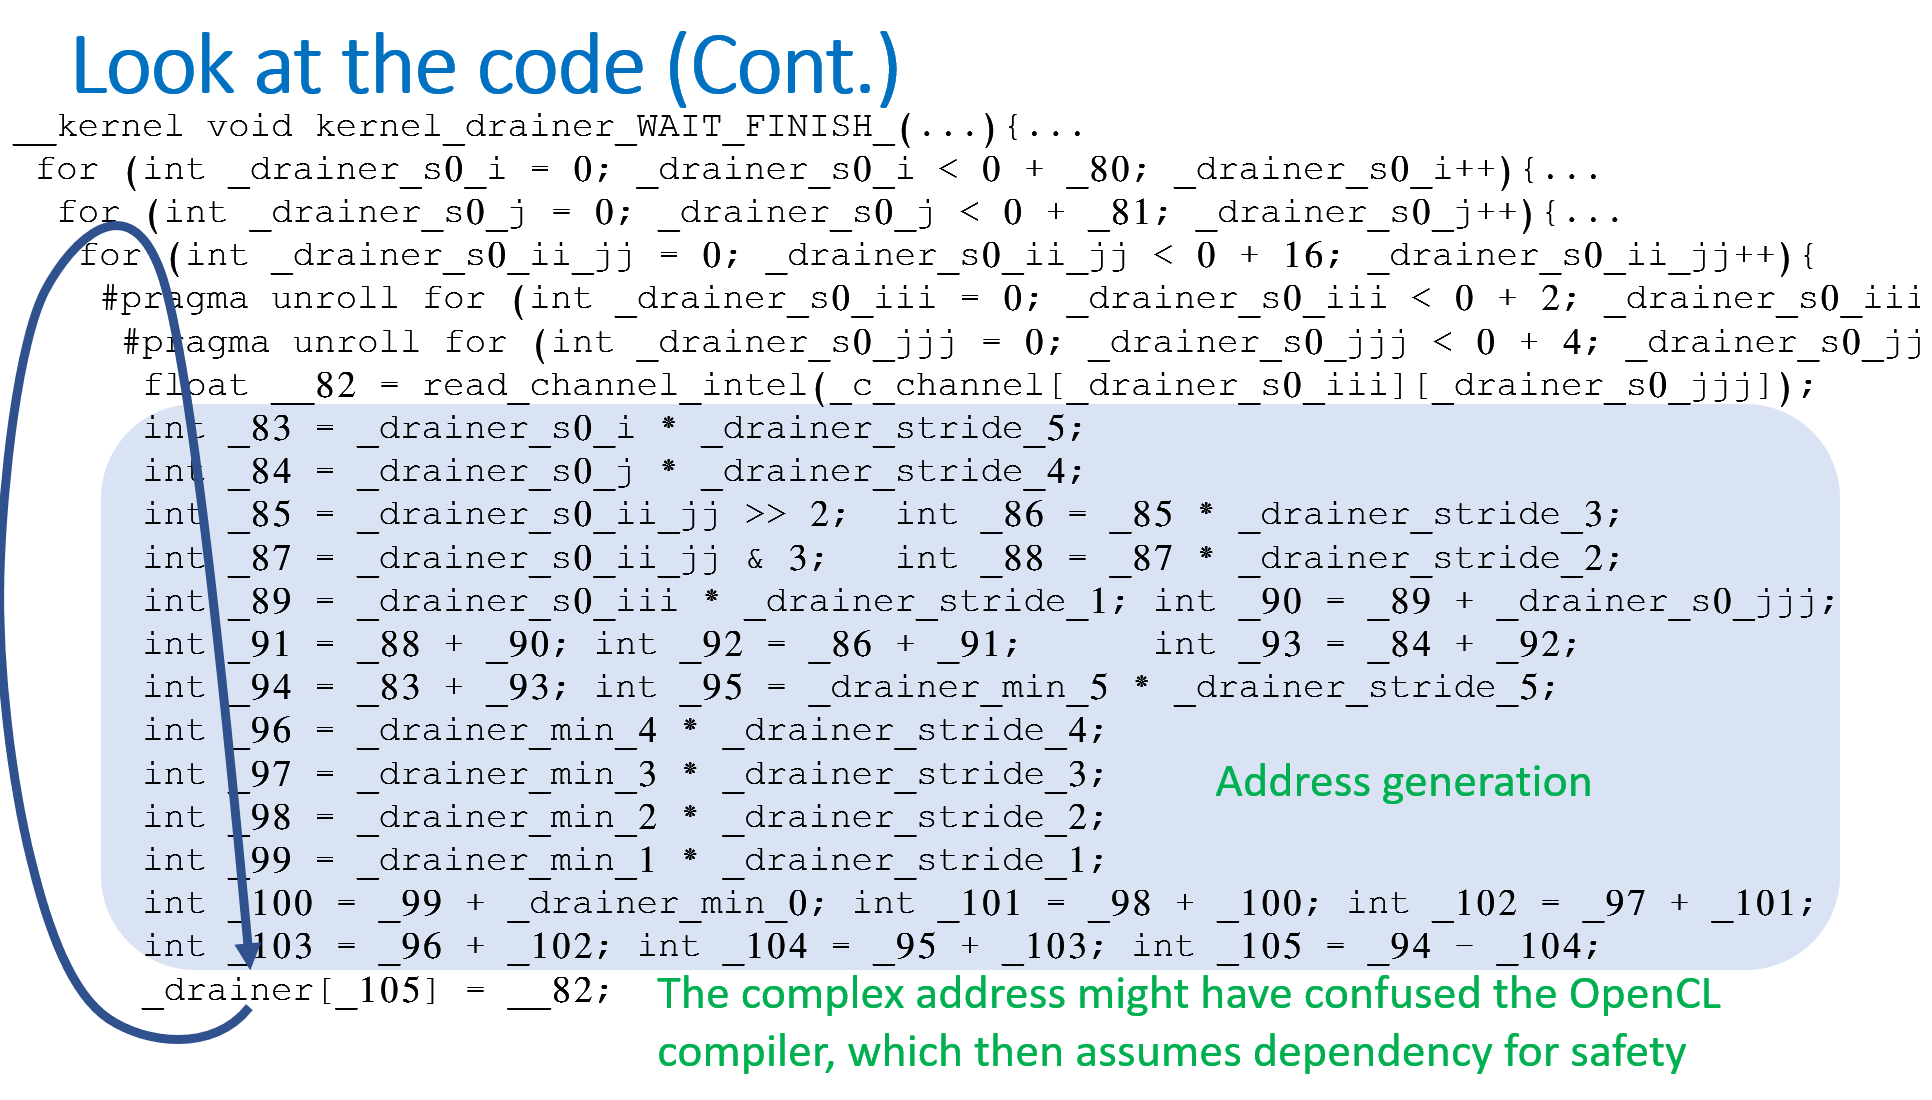 Look at the code (Cont.)
__kernel void kernel_drainer_WAIT_FINISH_(...){...
for (int _drainer_s0_i = 0; _drainer_s0_i < 0 + _80; _drainer_s0_i++){...
for (int _drainer_s0_j = 0; _drainer_s0_j < 0 + _81; _drainer_s0_j++){...
for (int _drainer_s0_ii_jj = 0; _drainer_s0_ii_jj < 0 + 16; _drainer_s0_ii_jj++){
#pragma unroll for (int _drainer_s0_iii = 0; _drainer_s0_iii < 0 + 2; _drainer_s0_iii
#pragma unroll for (int _drainer_s0_jjj = 0; _drainer_s0_jjj < 0 + 4; _drainer_s0_jj
float __82 = read_channel_intel(_c_channel[_drainer_s0_iii][_drainer_s0_jjj]);
int _83 = _drainer_s0_i * _drainer_stride_5;
int _84 = _drainer_s0_j * _drainer_stride_4;
int _85 = _drainer_s0_ii_jj >> 2; int _86 = _85 * _drainer_stride_3;
int _87 = _drainer_s0_ii_jj & 3; int _88 = _87 * _drainer_stride_2;
int _89 = _drainer_s0_iii * _drainer_stride_1; int _90 = _89 + _drainer_s0_jjj;
int _91 = _88 + _90; int _92 = _86 + _91; int _93 = _84 + _92;
int _94 = _83 + _93; int _95 = _drainer_min_5 * _drainer_stride_5;
int _96 = _drainer_min_4 * _drainer_stride_4;
int _97 = _drainer_min_3 * _drainer_stride_3;
Address generation
int _98 = _drainer_min_2 * _drainer_stride_2;
int _99 = _drainer_min_1 * _drainer_stride_1;
int _100 = _99 + _drainer_min_0; int _101 = _98 + _100; int _102 = _97 + _101;
int _103 = _96 + _102; int _104 = _95 + _103; int _105 = _94 - _104;
_drainer[_105] = __82;
The complex address might have confused the OpenCL
compiler, which then assumes dependency for safety